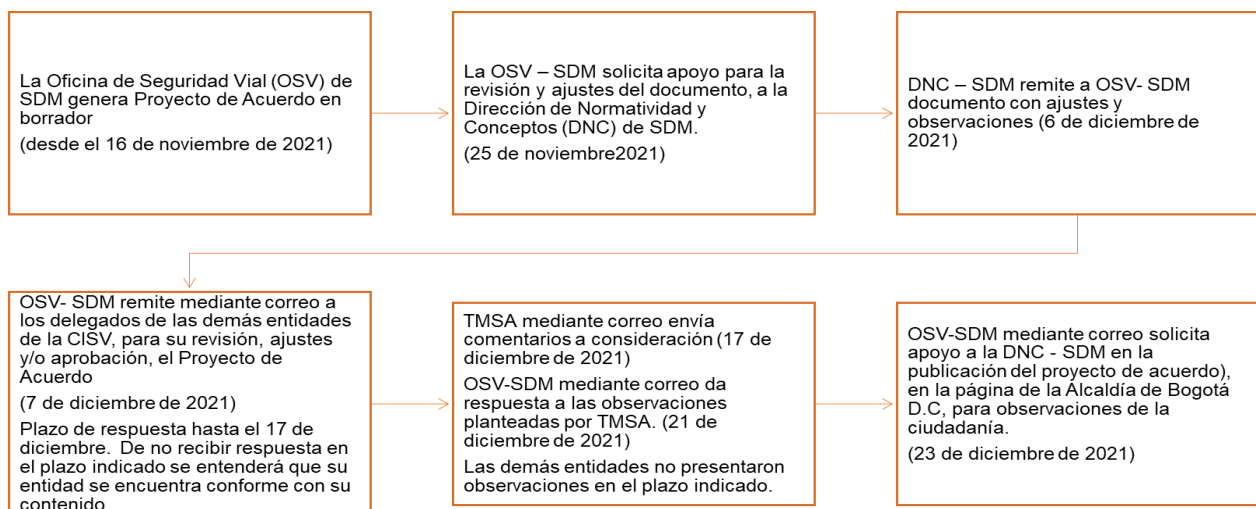 La Oficina de Seguridad Vial (OSV) de
SDM genera Proyecto de Acuerdo en
borrador
(desde el 16 de noviembre de 2021)
La OSV – SDM solicita apoyo para la
revisión y ajustes del documento, a la
Dirección de Normatividad y
Conceptos (DNC) de SDM.
(25 de noviembre2021)
DNC – SDM remite a OSV- SDM
documento con ajustes y
observaciones (6 de diciembre de
2021)
OSV- SDM remite mediante correo a
los delegados de las demás entidades
de la CISV, para su revisión, ajustes
y/o aprobación, el Proyecto de
Acuerdo
(7 de diciembre de 2021)
Plazo de respuesta hasta el 17 de
diciembre. De no recibir respuesta en
el plazo indicado se entenderá que su
entidad se encuentra conforme con su
contenido
TMSA mediante correo envía
comentarios a consideración (17 de
diciembre de 2021)
OSV-SDM mediante correo da
respuesta a las observaciones
planteadas por TMSA. (21 de
diciembre de 2021)
Las demás entidades no presentaron
observaciones en el plazo indicado.
OSV-SDM mediante correo solicita
apoyo a la DNC - SDM en la
publicación del proyecto de acuerdo),
en la página de la Alcaldía de Bogotá
D.C, para observaciones de la
ciudadanía.
(23 de diciembre de 2021)